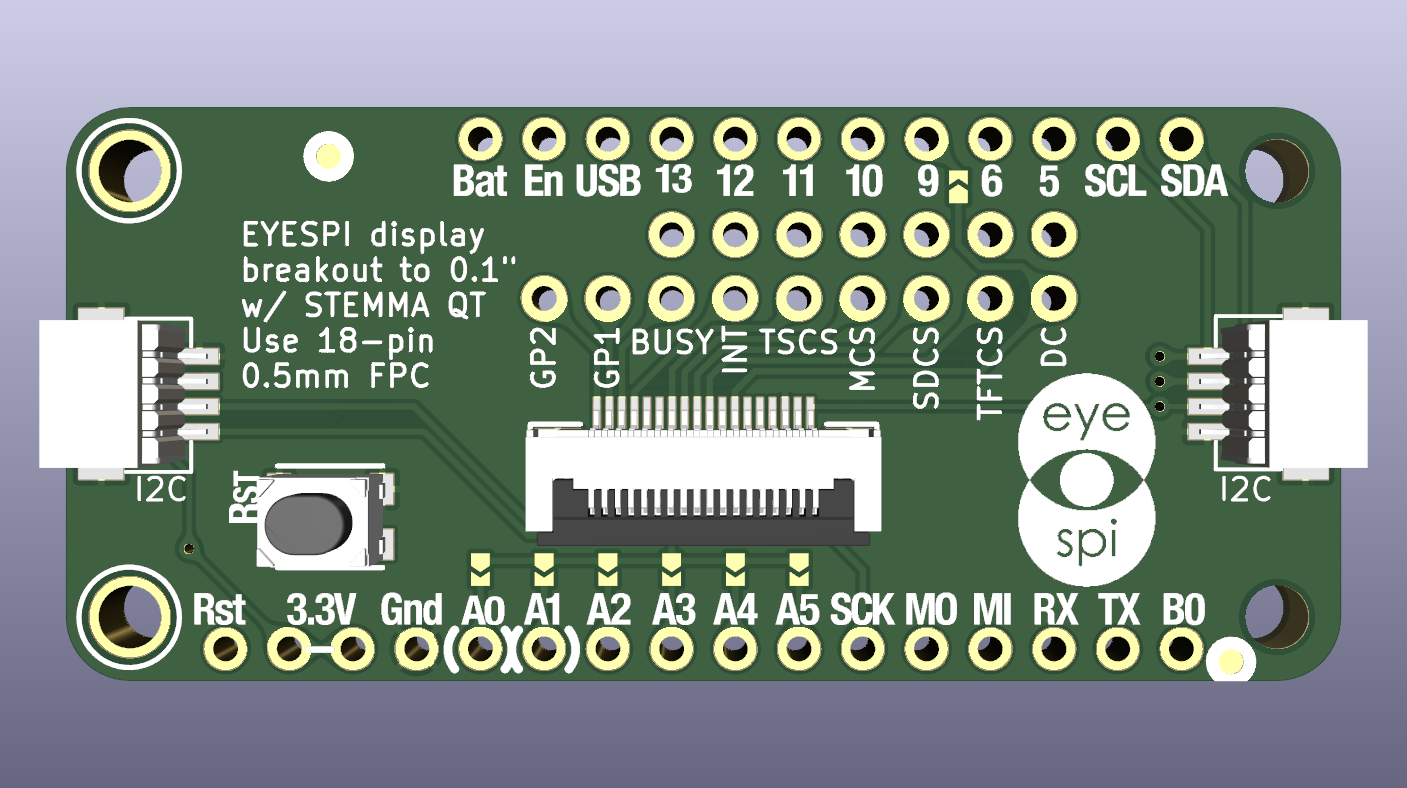 Bat En USB 13 12 11 10 9 6 5 SCL SDA
EYESPI display
breakout to 0.1"
w/ STEMMA QT
Use 18-pin
0.5mm FPC
GP2 GP1 BUSY INT TSCS MCS SDCS TFTCS DC
eye
spi
I2C
I2C
RST
Rst 3.3V Gnd A0 A1 A2 A3 A4 A5 SCK MO MI RX TX B0